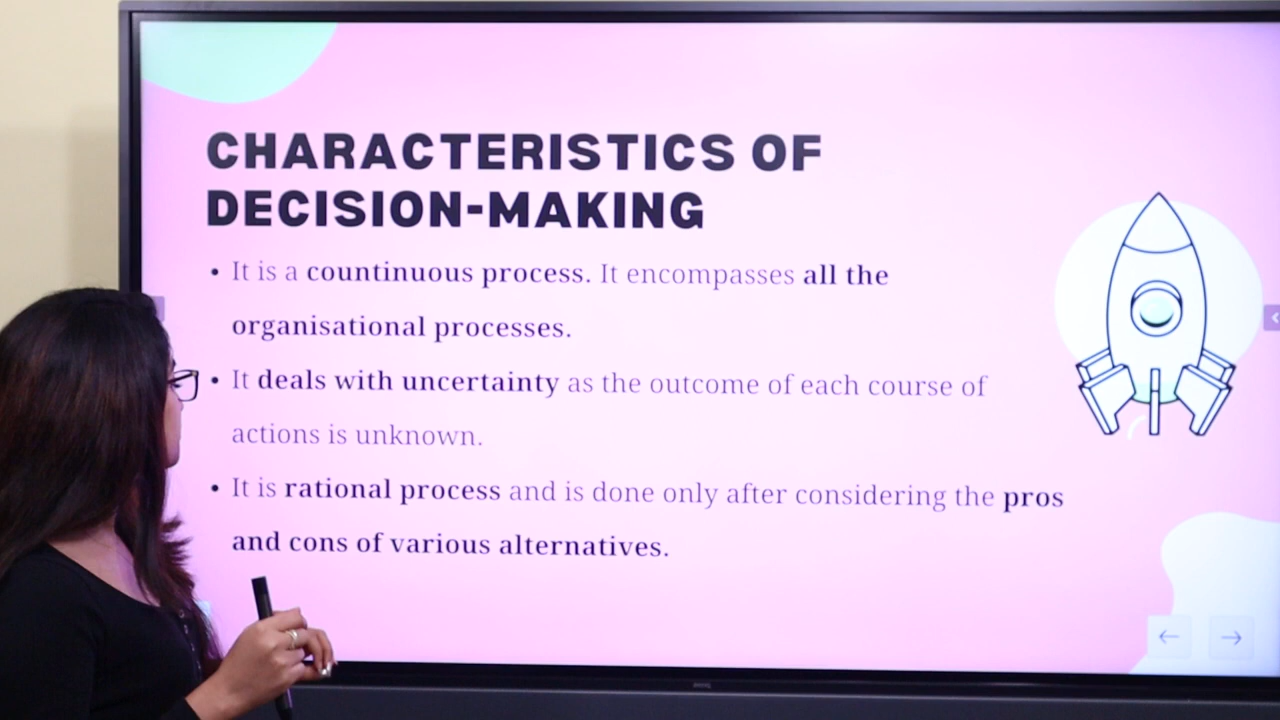 CHARACTERISTICS OF
DECISION-MAKING
• It is a countinuous process. It encompasses all the
organisational processes.
• It deals with uncertainty as the outcome of each course of
actions is unknown.
• It is rational process and is done only after considering the pros
and cons of various alternatives.